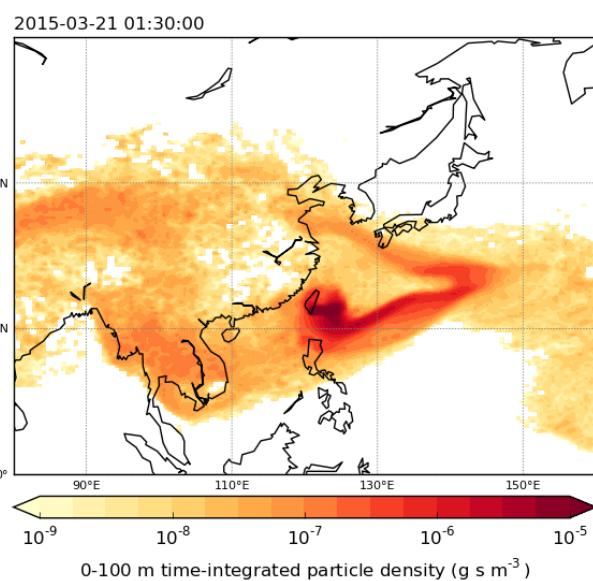 2015-03-21 01:30:00
N
N
0°
90°E 110°E 130°E 150°E
10⁻⁹ 10⁻⁸ 10⁻⁷ 10⁻⁶ 10⁻⁵
0-100 m time-integrated particle density (g s m⁻³ )